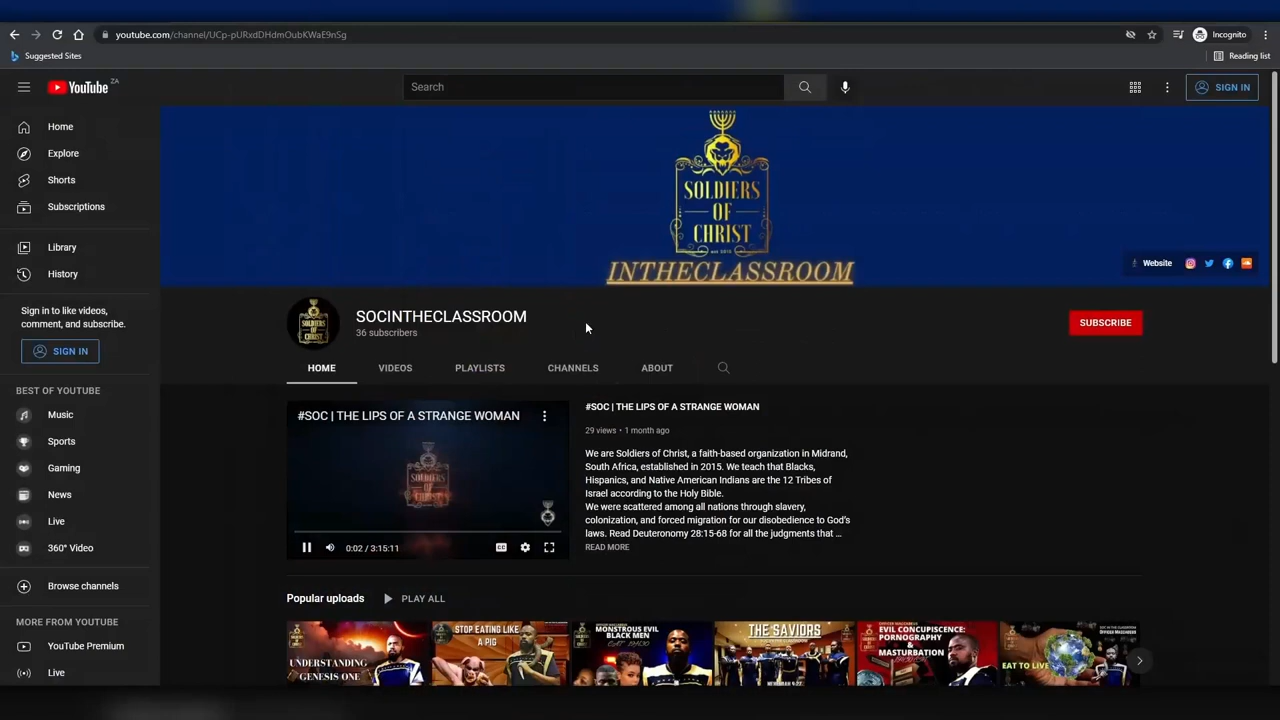 youtube.com/channel/UCp-pURxdDHdmOubKWaE9nSg
Incognito
Suggested Sites
Reading list
YouTube ZA
Search
SIGN IN
Home
Explore
Shorts
Subscriptions
Library
History
Sign in to like videos,
comment, and subscribe.
SIGN IN
BEST OF YOUTUBE
Music
Sports
Gaming
News
Live
360° Video
Browse channels
MORE FROM YOUTUBE
YouTube Premium
Live
SOLDIERS
OF
CHRIST
INTHECLASSROOM
Website
SOLDIERS
OF
CHRIST
SOCINTHECLASSROOM
36 subscribers
SUBSCRIBE
HOME
VIDEOS
PLAYLISTS
CHANNELS
ABOUT
#SOC | THE LIPS OF A STRANGE WOMAN
SOLDIERS
OF
CHRIST
0:02 / 3:15:11
CC
#SOC | THE LIPS OF A STRANGE WOMAN
29 views • 1 month ago
We are Soldiers of Christ, a faith-based organization in Midrand,
South Africa, established in 2015. We teach that Blacks,
Hispanics, and Native American Indians are the 12 Tribes of
Israel according to the Holy Bible.
We were scattered among all nations through slavery,
colonization, and forced migration for our disobedience to God's
laws. Read Deuteronomy 28:15-68 for all the judgments that ...
READ MORE
Popular uploads
PLAY ALL
UNDERSTANDING
GENESIS ONE
STOP EATING LIKE
A PIG
MONSTROUS EVIL
BLACK MEN
THE SAVIORS
EVIL CONCUPISCENCE:
PORNOGRAPHY &
MASTURBATION
EAT TO LIVE